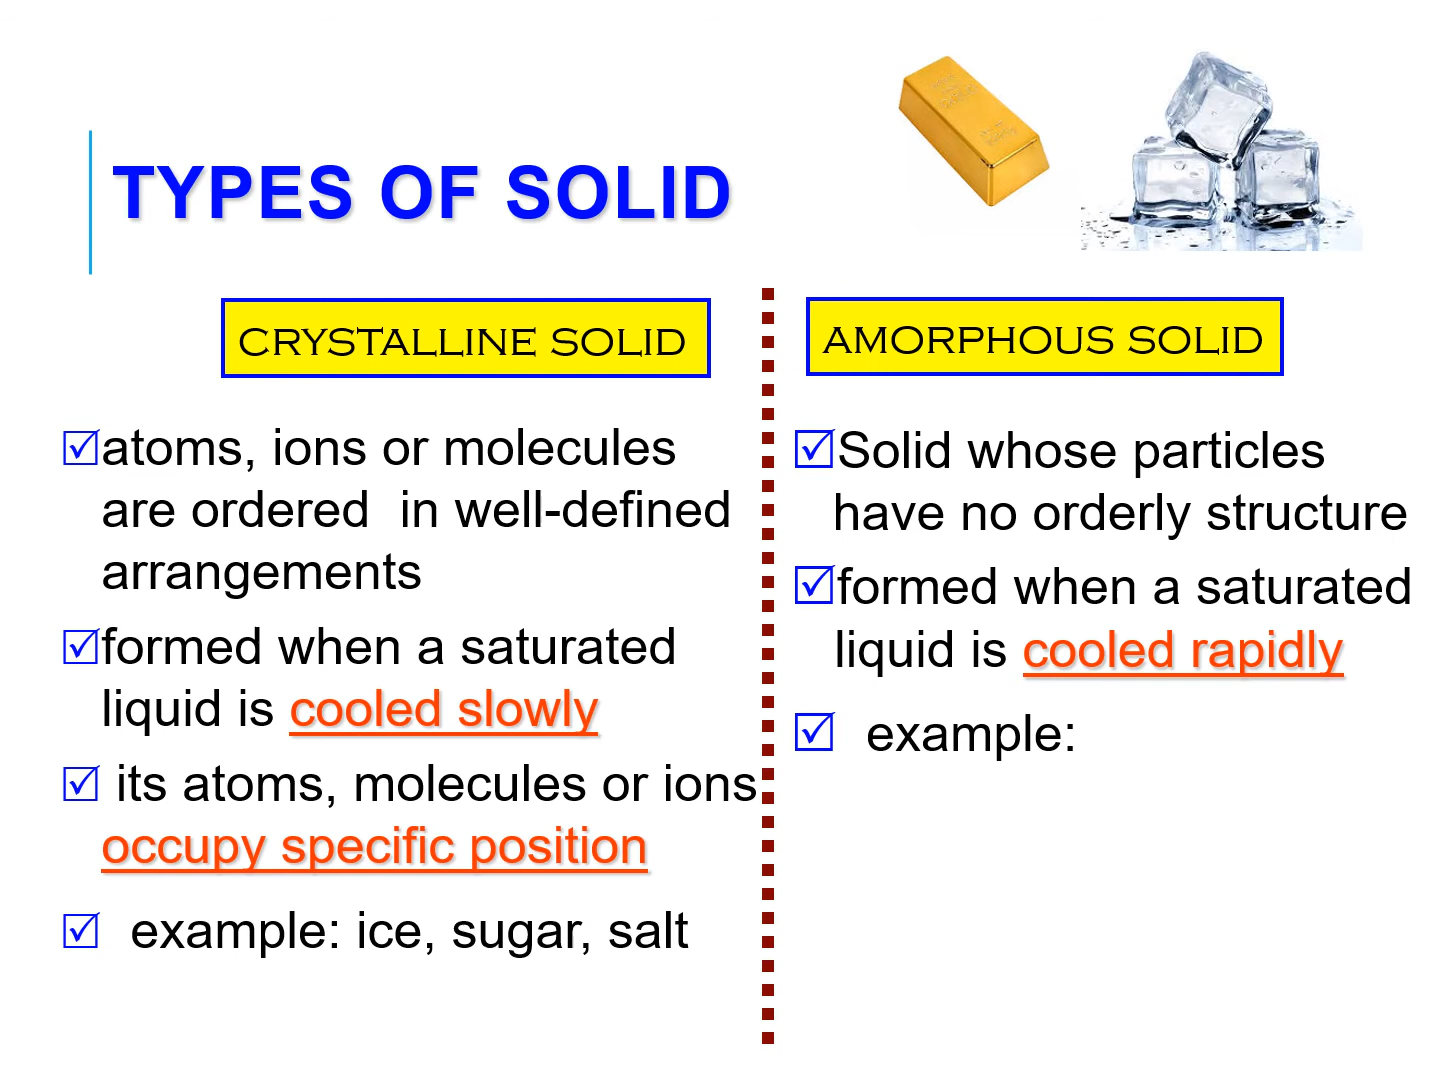 TYPES OF SOLID
CRYSTALLINE SOLID
atoms, ions or molecules
are ordered in well-defined
arrangements
formed when a saturated
liquid is cooled slowly
its atoms, molecules or ions
occupy specific position
example: ice, sugar, salt
AMORPHOUS SOLID
Solid whose particles
have no orderly structure
formed when a saturated
liquid is cooled rapidly
example: